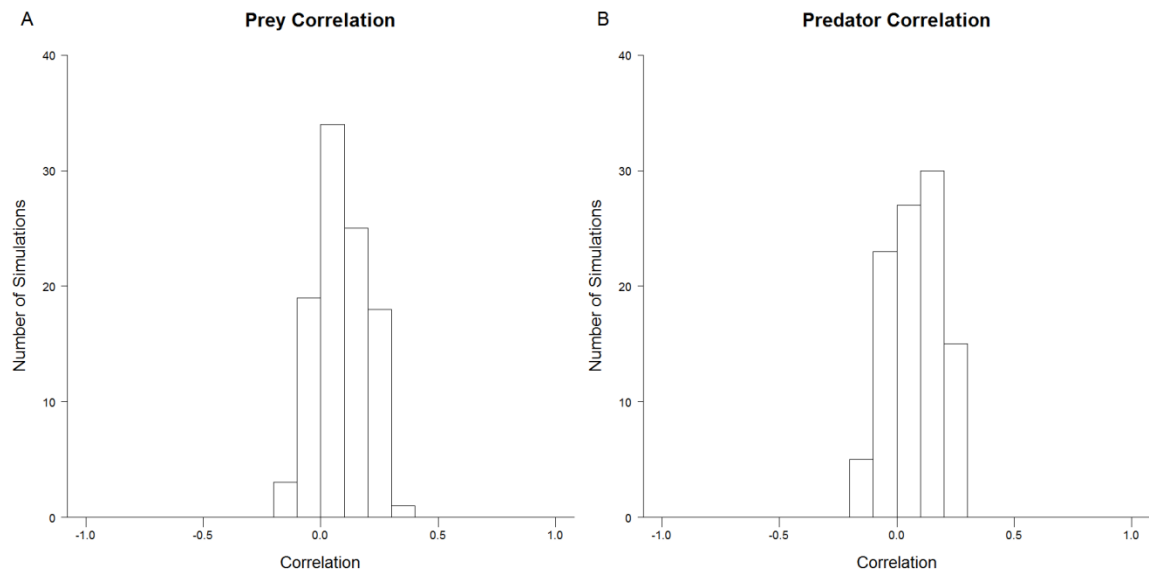 A
Prey Correlation
40
30
20
10
0
Number of Simulations
-1.0
-0.5
0.0
0.5
1.0
Correlation
B
Predator Correlation
40
30
20
10
0
Number of Simulations
-1.0
-0.5
0.0
0.5
1.0
Correlation